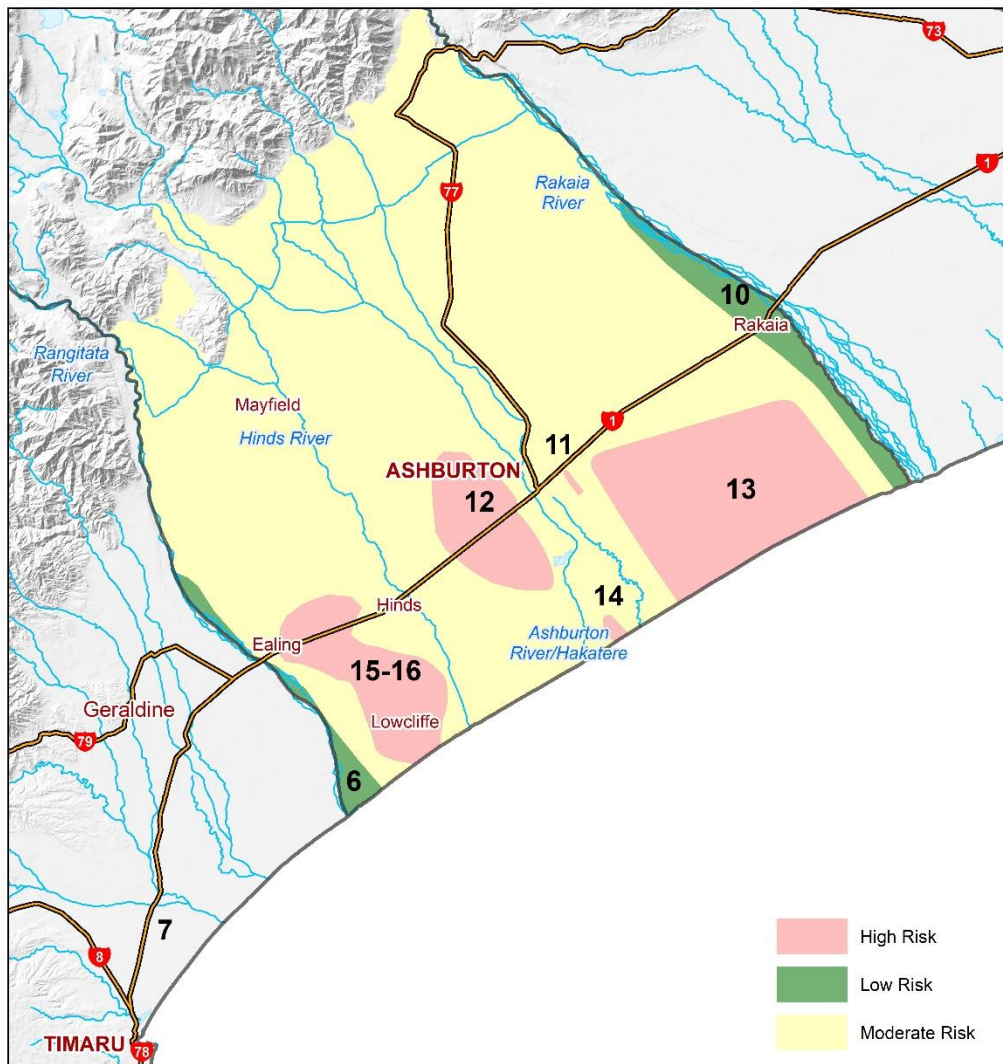 73
1
77
Rakaia
River
10
Rakaia
Rangitata
River
Mayfield
Hinds River
1
11
ASHBURTON
12
13
Hinds
14
Ealing
Ashburton
River/Hakatere
15-16
Geraldine
Lowcliffe
79
6
7
8
High Risk
Low Risk
Moderate Risk
TIMARU
78